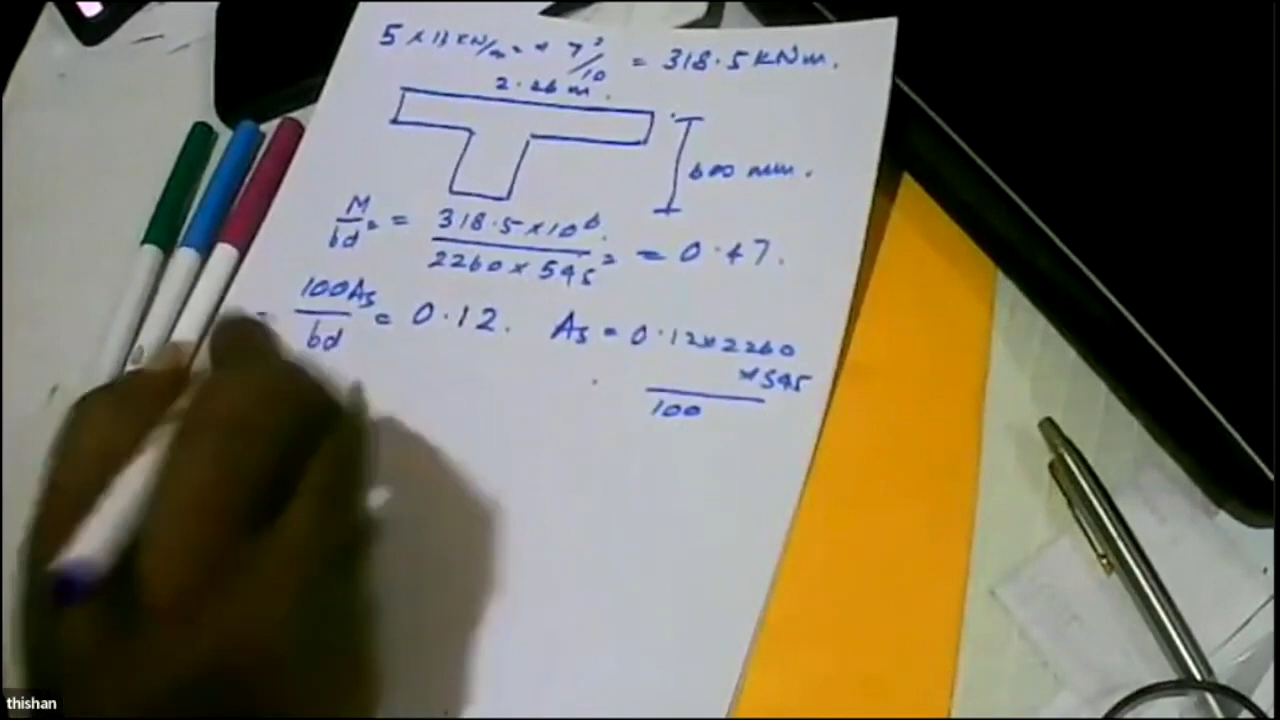 5 × 13 kN/m² × 7²/10 = 318.5 kNm.
2.26 m.
600 mm.
M/bd² = 318.5×10⁶/2260×545² = 0.47.
= 100As/bd = 0.12. As = 0.12×2260×545/100
thishan